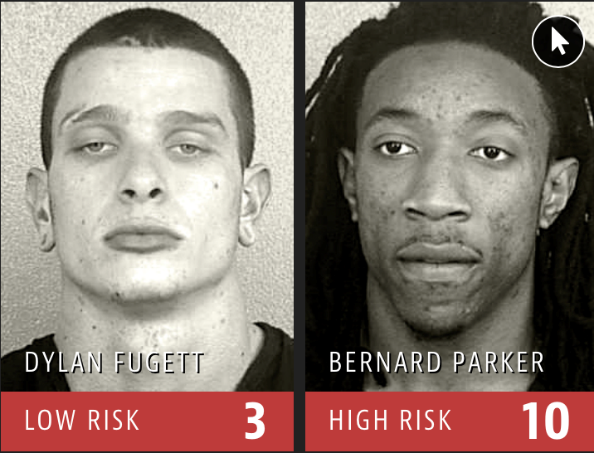 DYLAN FUGETT
LOW RISK 3
BERNARD PARKER
HIGH RISK 10